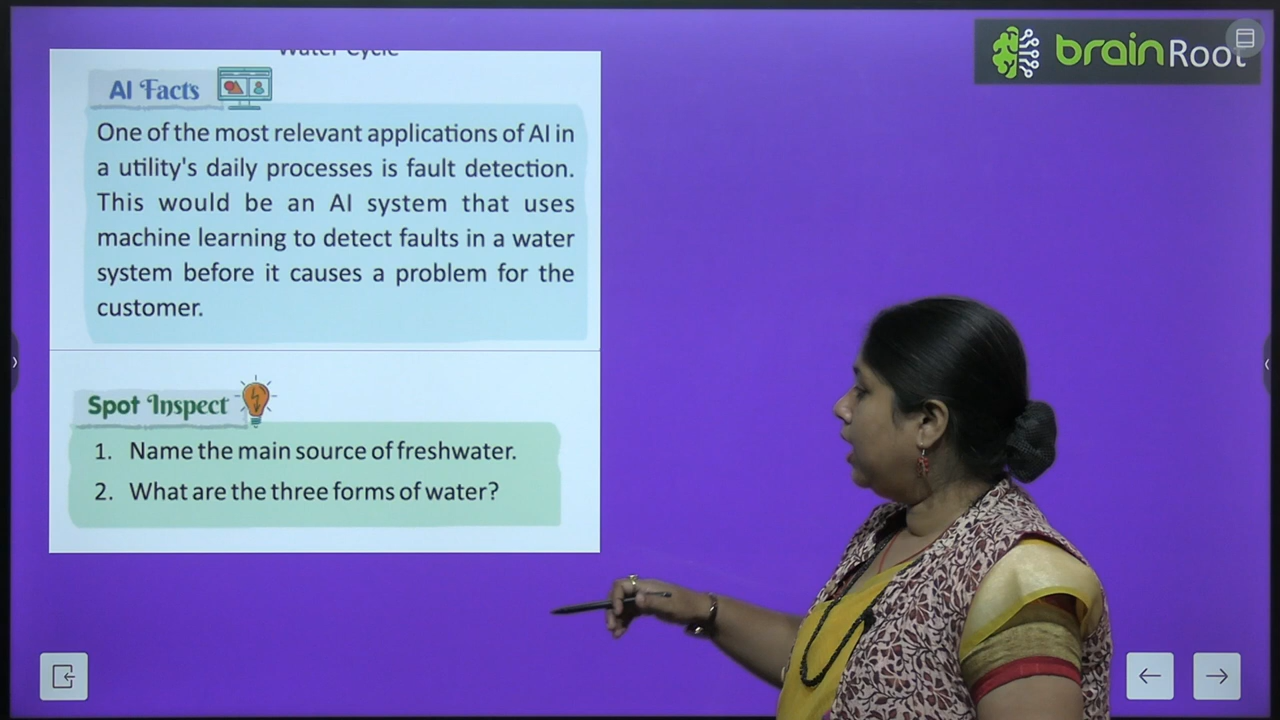 Water Cycle
brainRoot
AI Facts
One of the most relevant applications of AI in
a utility's daily processes is fault detection.
This would be an AI system that uses
machine learning to detect faults in a water
system before it causes a problem for the
customer.
Spot Inspect
1. Name the main source of freshwater.
2. What are the three forms of water?